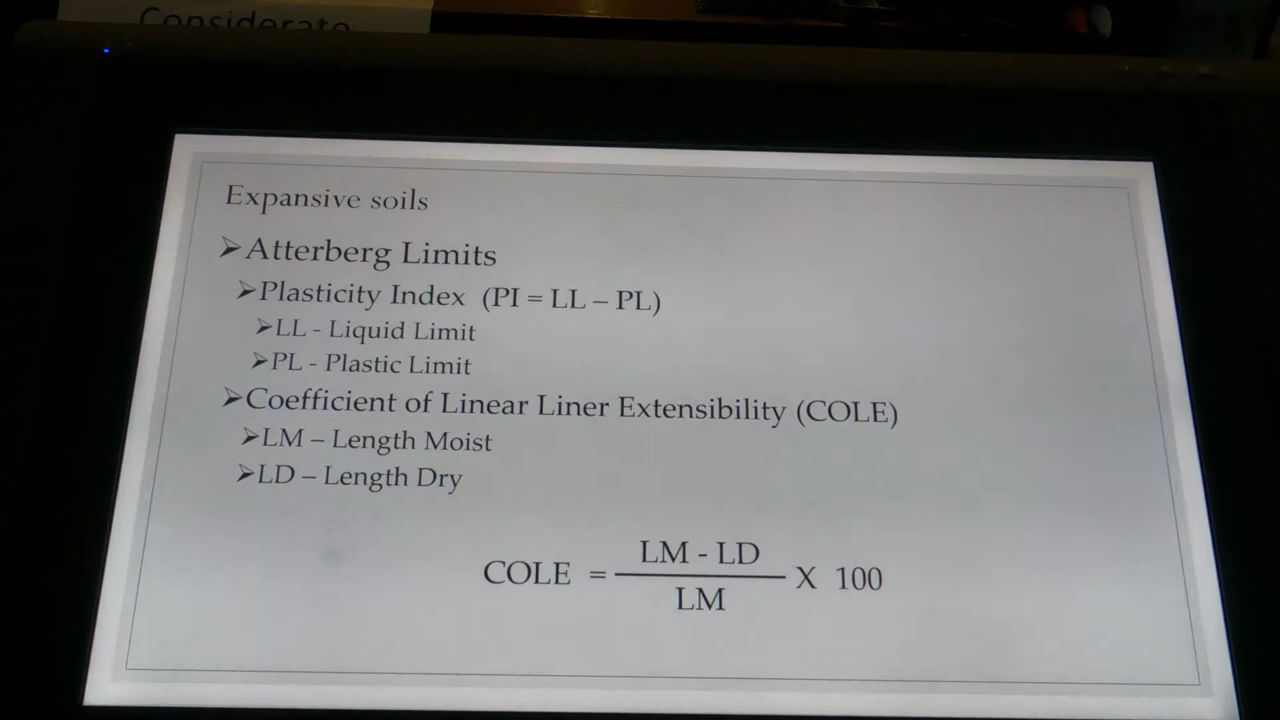 Considerate
Expansive soils
➢Atterberg Limits
➢Plasticity Index (PI = LL – PL)
➢LL - Liquid Limit
➢PL - Plastic Limit
➢Coefficient of Linear Liner Extensibility (COLE)
➢LM – Length Moist
➢LD – Length Dry
LM - LD
COLE = X 100
LM